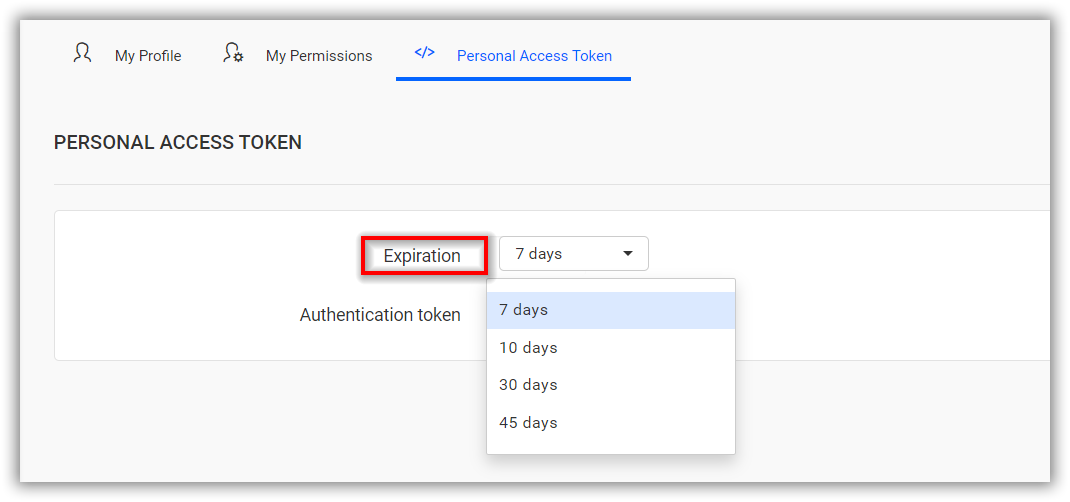 My Profile
My Permissions
</> Personal Access Token
PERSONAL ACCESS TOKEN
Expiration
7 days
Authentication token
7 days
10 days
30 days
45 days